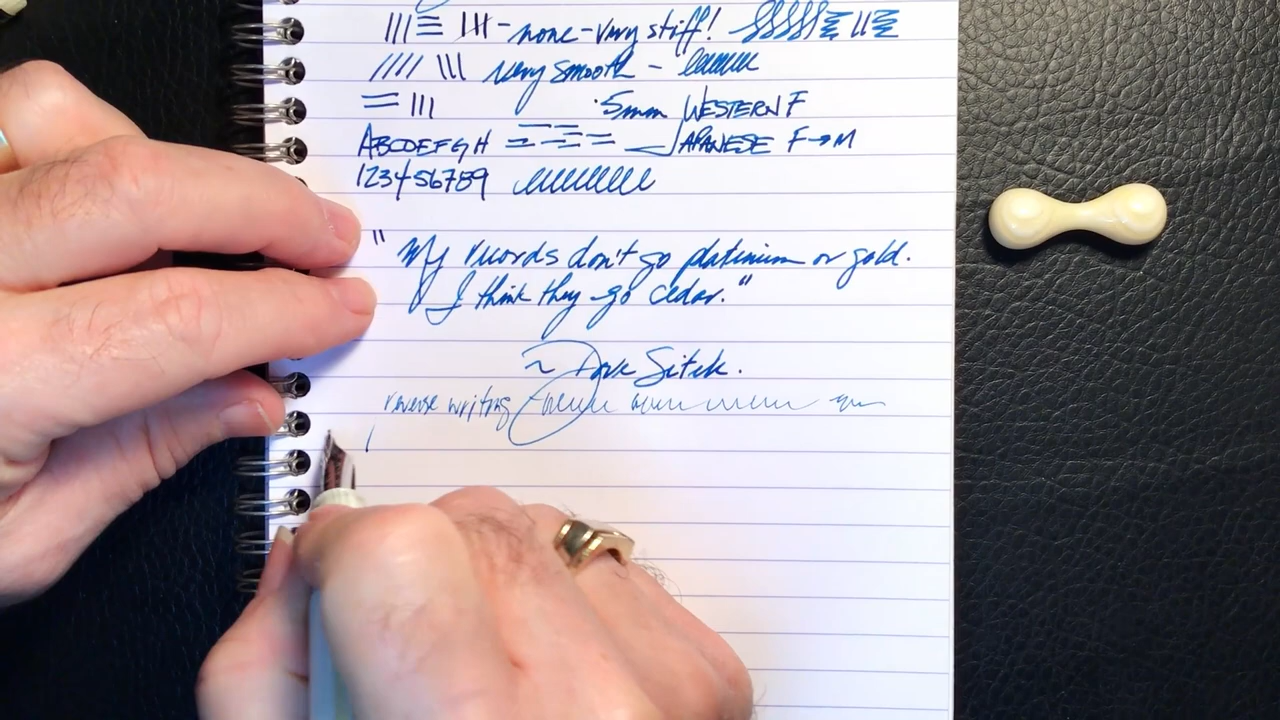 - none - very stiff!
very smooth -
.5mm WESTERN F
ABCDEFGH JAPANESE F→M
123456789
"My records don't go platinum or gold.
I think they go cedar."
~ Dave Sitek.
reverse writing